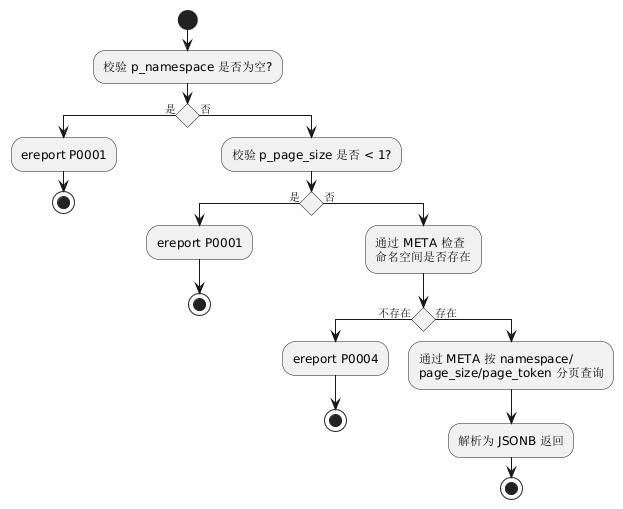 校验 p_namespace 是否为空?
是
否
ereport P0001
校验 p_page_size 是否 < 1?
是
否
ereport P0001
通过 META 检查
命名空间是否存在
不存在
存在
ereport P0004
通过 META 按 namespace/
page_size/page_token 分页查询
解析为 JSONB 返回